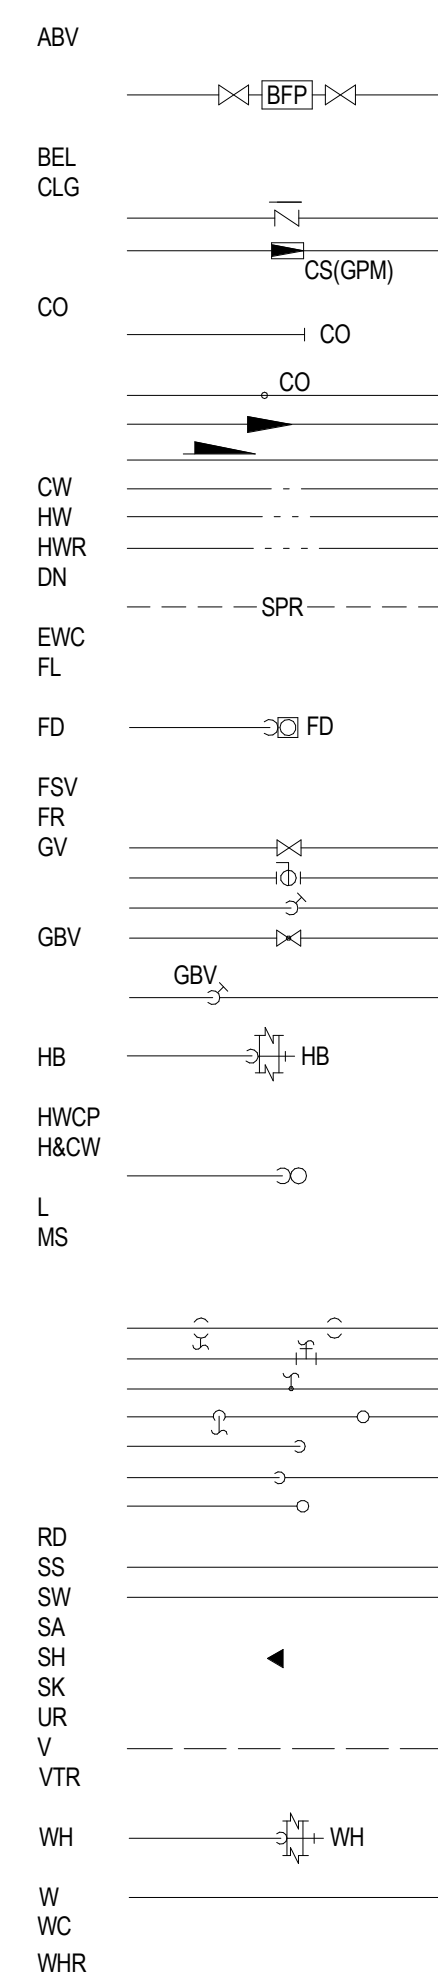 ABV
BFP
BEL
CLG
CS(GPM)
CO
CO
CO
CW
HW
HWR
DN
SPR
EWC
FL
FD FD
FSV
FR
GV
GBV
GBV
HB HB
HWCP
H&CW
L
MS
RD
SS
SW
SA
SH
SK
UR
V
VTR
WH WH
W
WC
WHR